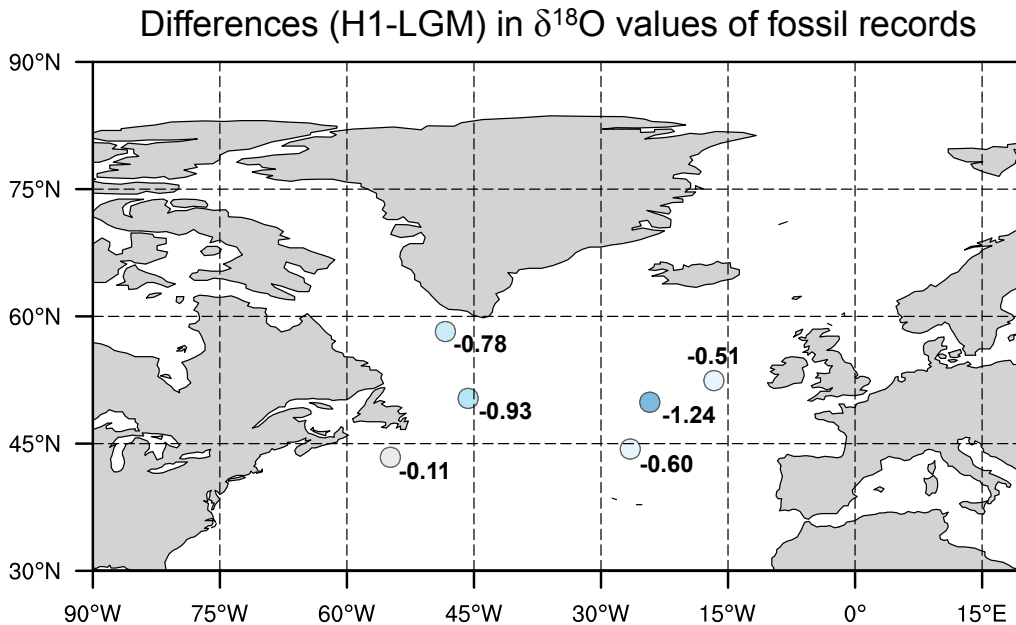 Differences (H1-LGM) in δ¹⁸O values of fossil records
90°N
75°N
60°N
45°N
30°N
-0.78
-0.51
-0.93
-1.24
-0.11
-0.60
90°W 75°W 60°W 45°W 30°W 15°W 0° 15°E